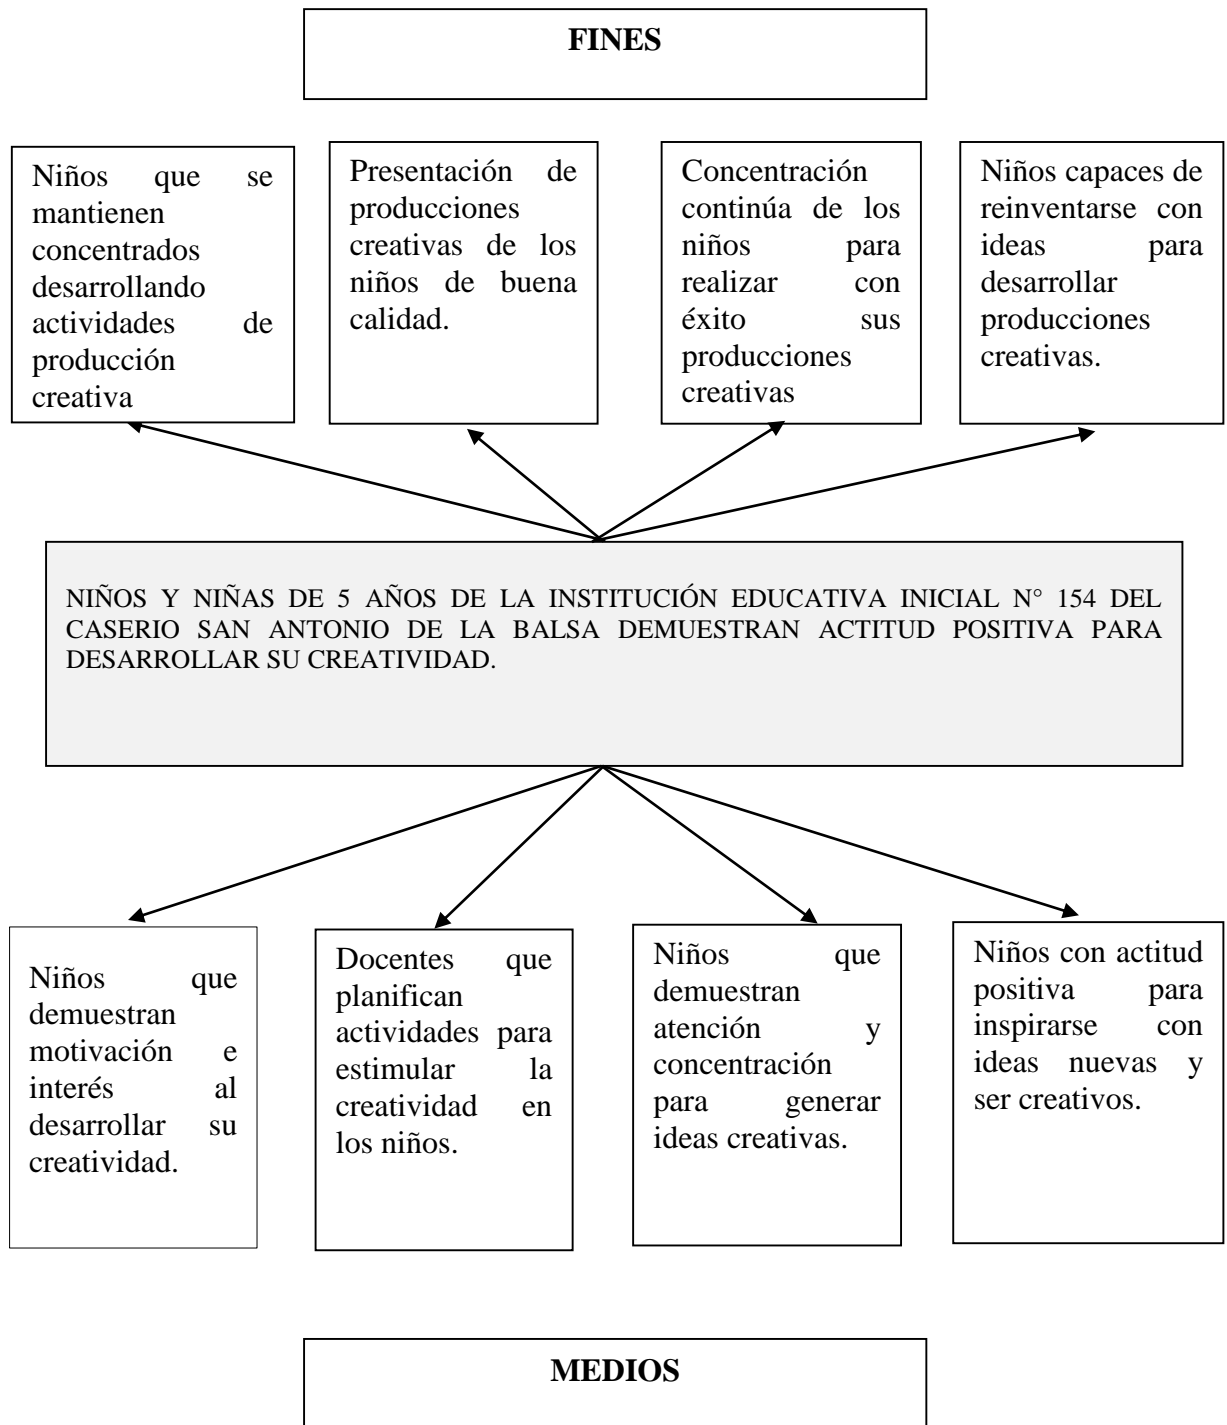 FINES
Niños que se
mantienen
concentrados
desarrollando
actividades de
producción
creativa
Presentación de
producciones
creativas de los
niños de buena
calidad.
Concentración
continúa de los
niños para
realizar con
éxito sus
producciones
creativas
Niños capaces de
reinventarse con
ideas para
desarrollar
producciones
creativas.
NIÑOS Y NIÑAS DE 5 AÑOS DE LA INSTITUCIÓN EDUCATIVA INICIAL N° 154 DEL
CASERIO SAN ANTONIO DE LA BALSA DEMUESTRAN ACTITUD POSITIVA PARA
DESARROLLAR SU CREATIVIDAD.
Niños que
demuestran
motivación e
interés al
desarrollar su
creatividad.
Docentes que
planifican
actividades para
estimular la
creatividad en
los niños.
Niños que
demuestran
atención y
concentración
para generar
ideas creativas.
Niños con actitud
positiva para
inspirarse con
ideas nuevas y
ser creativos.
MEDIOS